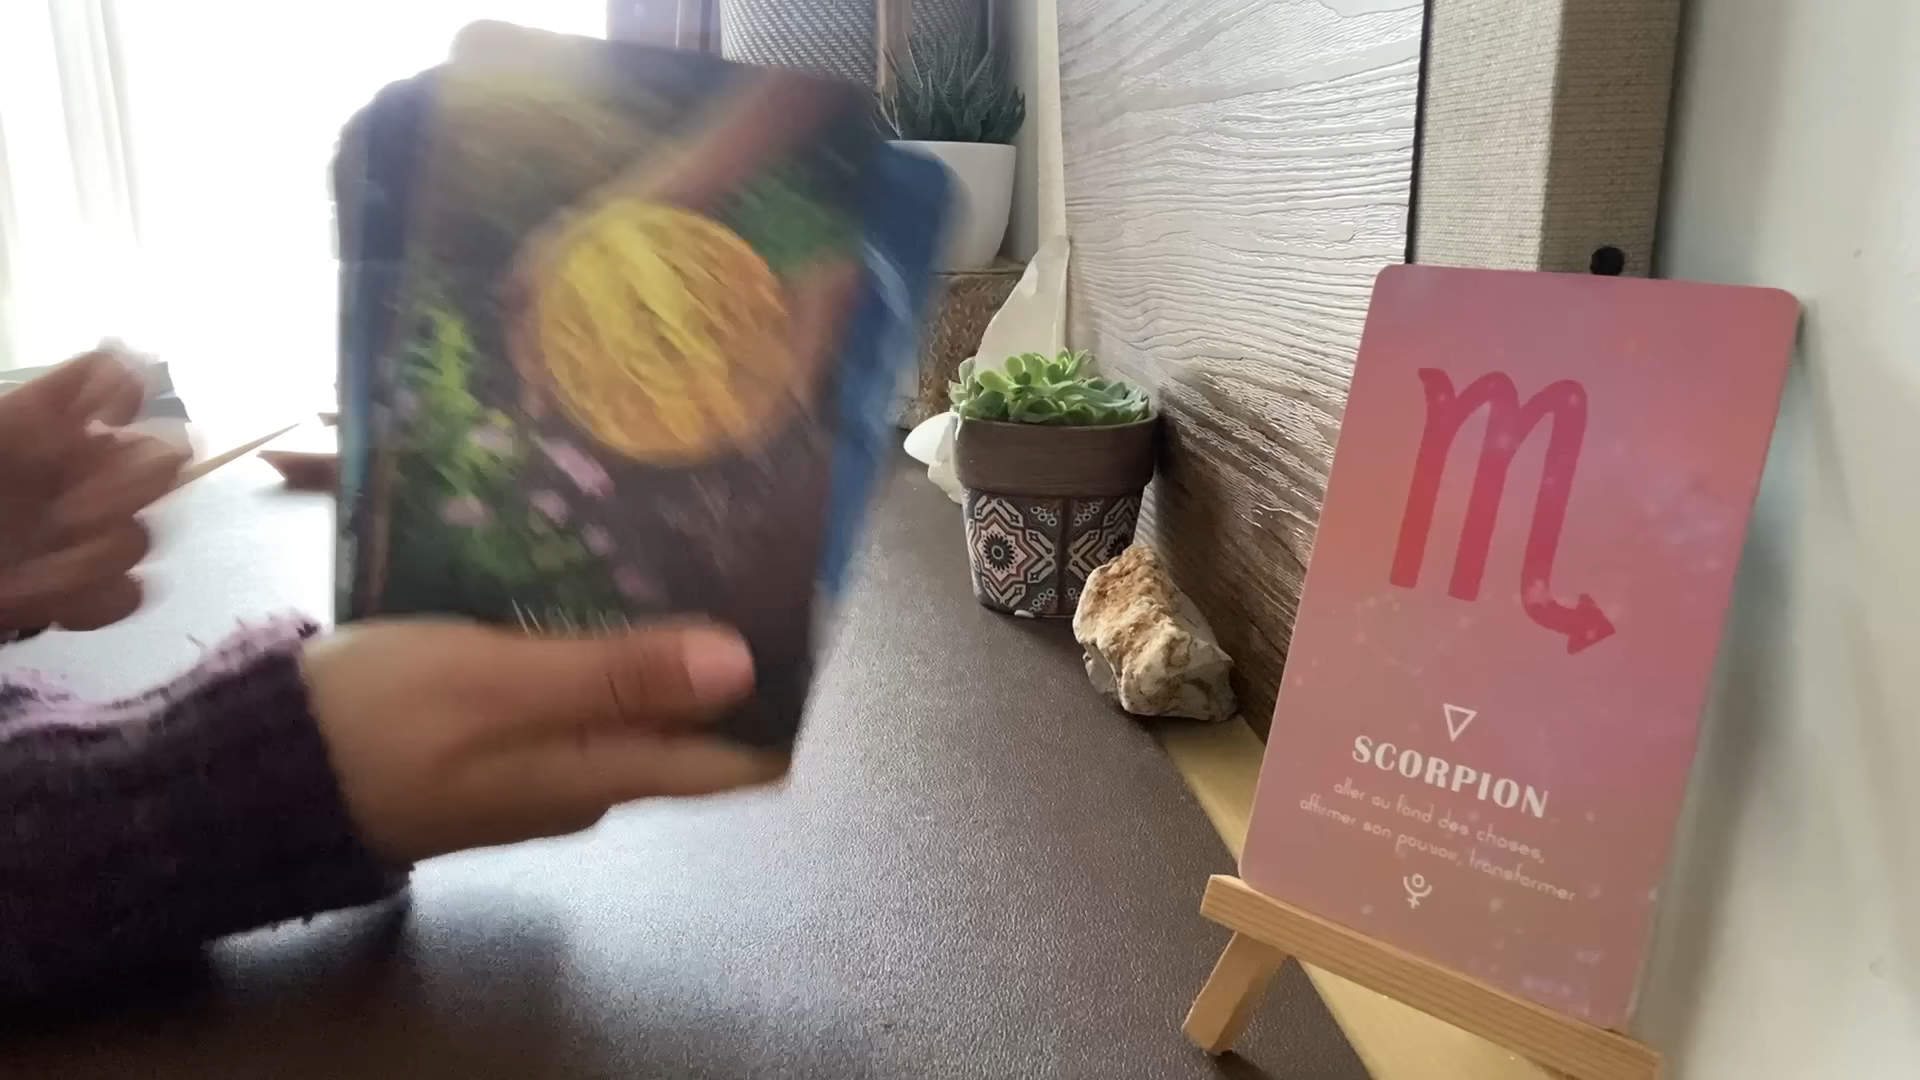 SCORPION
aller au fond des choses,
affirmer son pouvoir, transformer